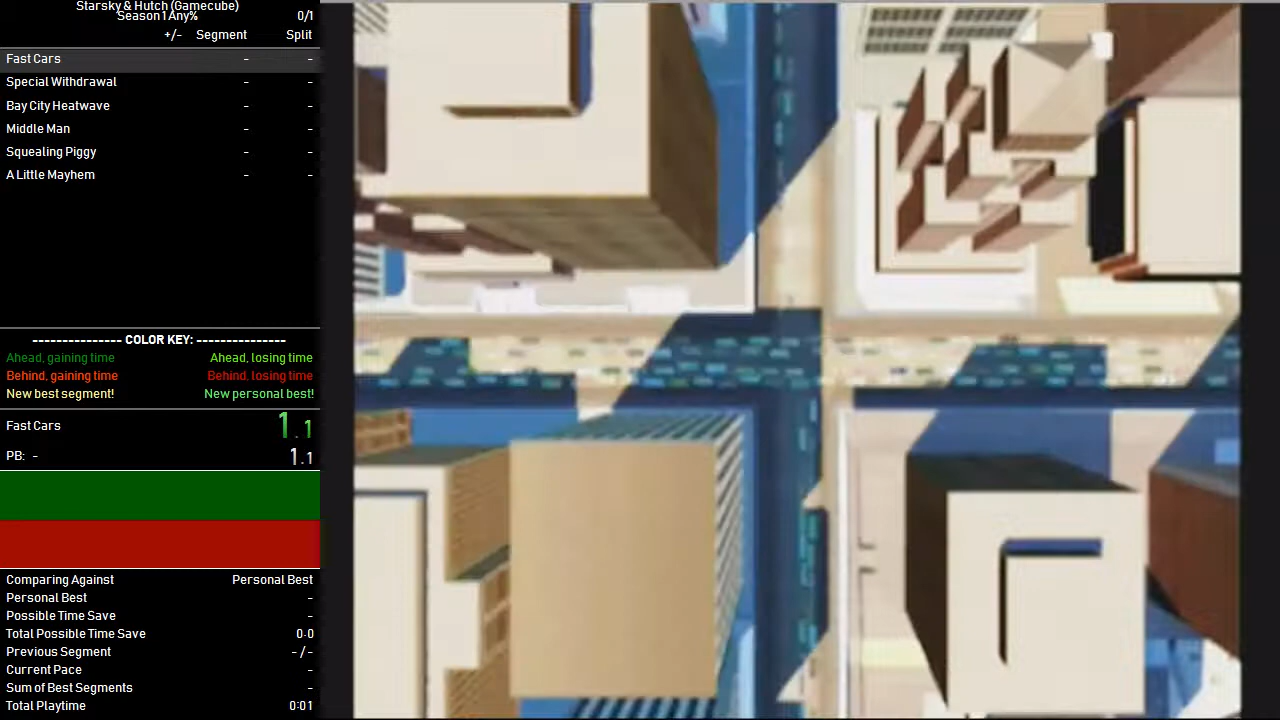 Starsky & Hutch (Gamecube)
Season 1 Any% 0/1
+/- Segment Split
Fast Cars - -
Special Withdrawal - -
Bay City Heatwave - -
Middle Man - -
Squealing Piggy - -
A Little Mayhem - -
-------------- COLOR KEY: --------------
Ahead, gaining time Ahead, losing time
Behind, gaining time Behind, losing time
New best segment! New personal best!
Fast Cars 1.1
PB: - 1.1
Comparing Against Personal Best
Personal Best -
Possible Time Save -
Total Possible Time Save 0.0
Previous Segment - / -
Current Pace -
Sum of Best Segments -
Total Playtime 0:01